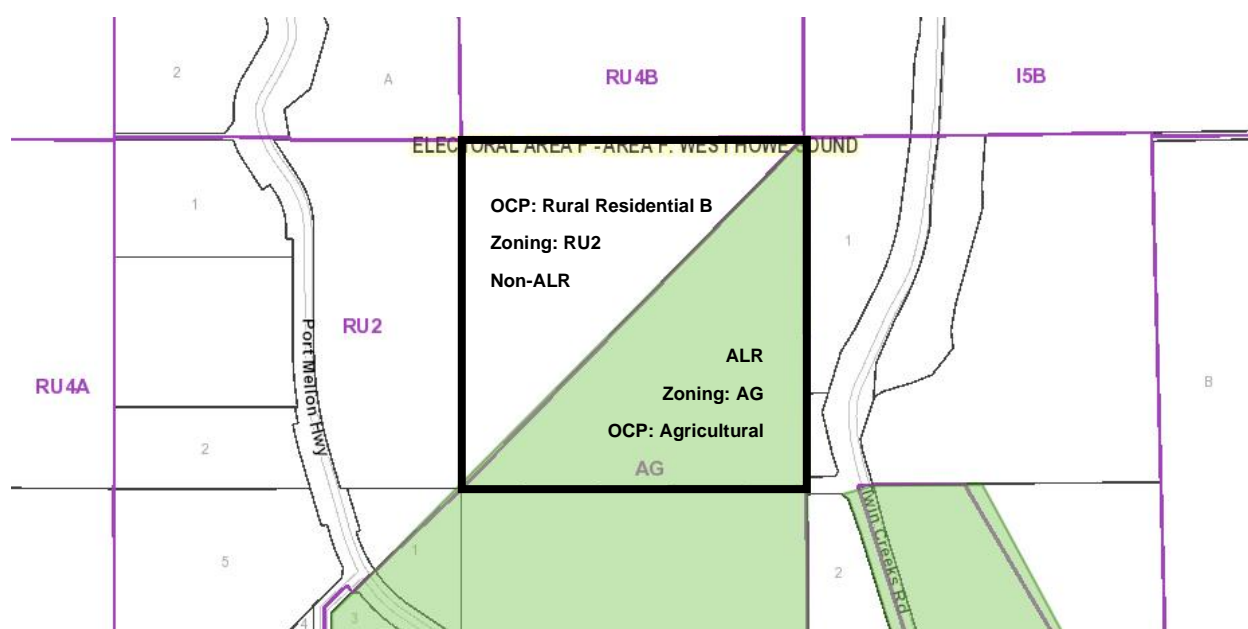 2
A
RU4B
I5B
ELECTORAL AREA F - AREA F: WEST HOWE SOUND
OCP: Rural Residential B
Zoning: RU2
Non-ALR
1
1
RU2
Port Mellon Hwy
ALR
RU4A
Zoning: AG
B
OCP: Agricultural
2
AG
5
1
2
Twin Creeks Rd
4
3